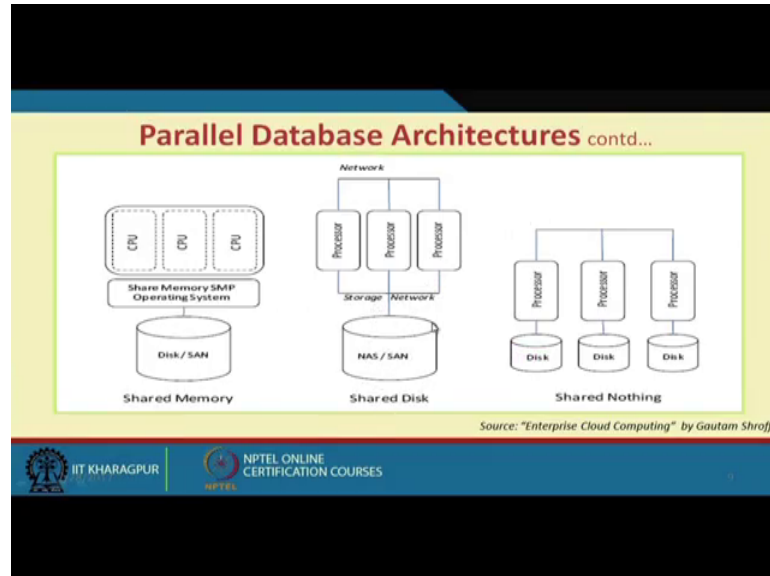 Parallel Database Architectures contd...
Network
CPU
CPU
CPU
Share Memory SMP
Operating System
Disk/SAN
Shared Memory
Processor
Processor
Processor
Storage Network
NAS/SAN
Shared Disk
Processor
Processor
Processor
Disk
Disk
Disk
Shared Nothing
Source: "Enterprise Cloud Computing" by Gautam Shroff
IIT KHARAGPUR
NPTEL
NPTEL ONLINE
CERTIFICATION COURSES
9